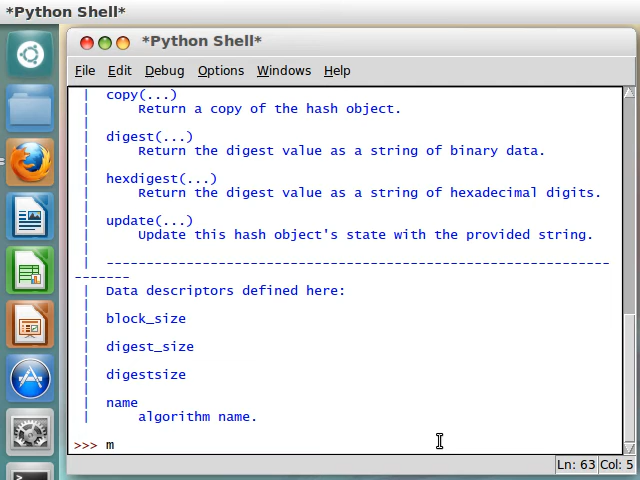 *Python Shell*
*Python Shell*
File Edit Debug Options Windows Help
| copy(...)
| Return a copy of the hash object.
|
| digest(...)
| Return the digest value as a string of binary data.
|
| hexdigest(...)
| Return the digest value as a string of hexadecimal digits.
|
| update(...)
| Update this hash object's state with the provided string.
|
| ---------------------------------------------------------------
-------
| Data descriptors defined here:
|
| block_size
|
| digest_size
|
| digestsize
|
| name
| algorithm name.
>>> m
Ln: 63 Col: 5